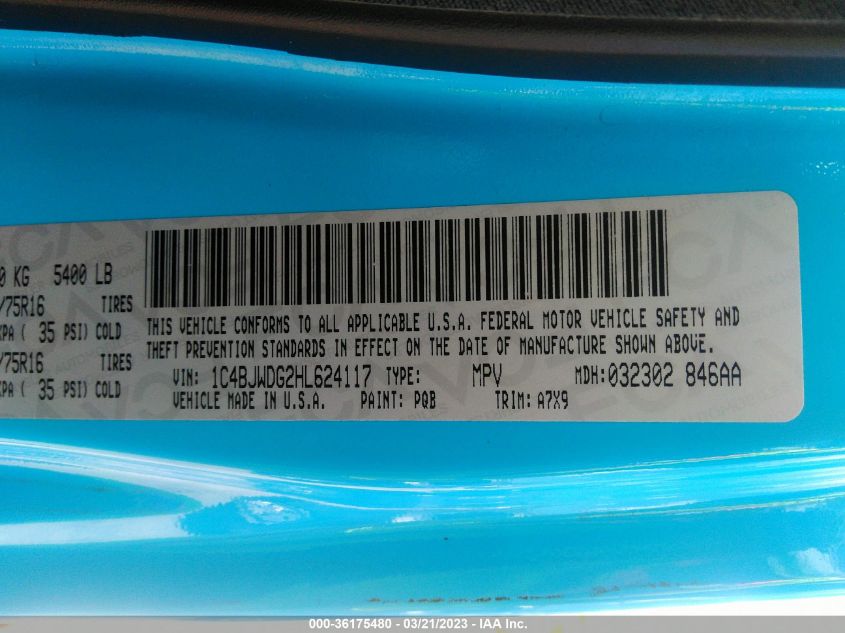 0 KG 5400 LB
/75R16 TIRES
KPA ( 35 PSI) COLD
/75R16 TIRES
KPA ( 35 PSI) COLD
THIS VEHICLE CONFORMS TO ALL APPLICABLE U.S.A. FEDERAL MOTOR VEHICLE SAFETY AND
THEFT PREVENTION STANDARDS IN EFFECT ON THE DATE OF MANUFACTURE SHOWN ABOVE.
VIN: 1C4BJWDG2HL624117 TYPE: MPV MDH: 032302 846AA
VEHICLE MADE IN U.S.A. PAINT: PQB TRIM: A7X9
000-36175480 - 03/21/2023 - IAA Inc.